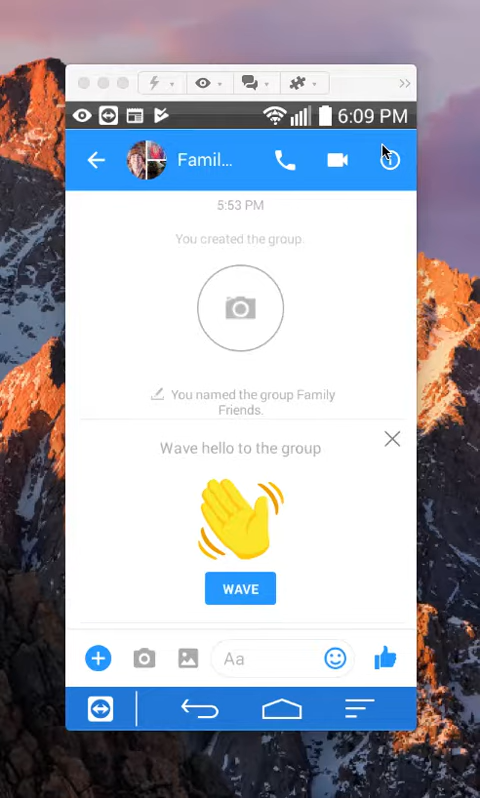 6:09 PM
Famil...
5:53 PM
You created the group.
You named the group Family
Friends.
Wave hello to the group
WAVE
Aa